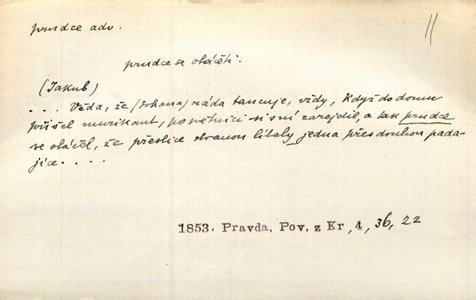 prudce adv.
11
prudce se obáčeti.
(Jakub)
. . . Věda, že (Johana) ráda tancuje, vždy, když do domu
přišel muzikant, po světnici si s ní zarejdil, a tak prudce
se obáčel, že přeslice stranou lítaly jedna přes druhou pada-
jíce. . . .
1853. Pravda, Pov. z Kr., 4, 36, 22